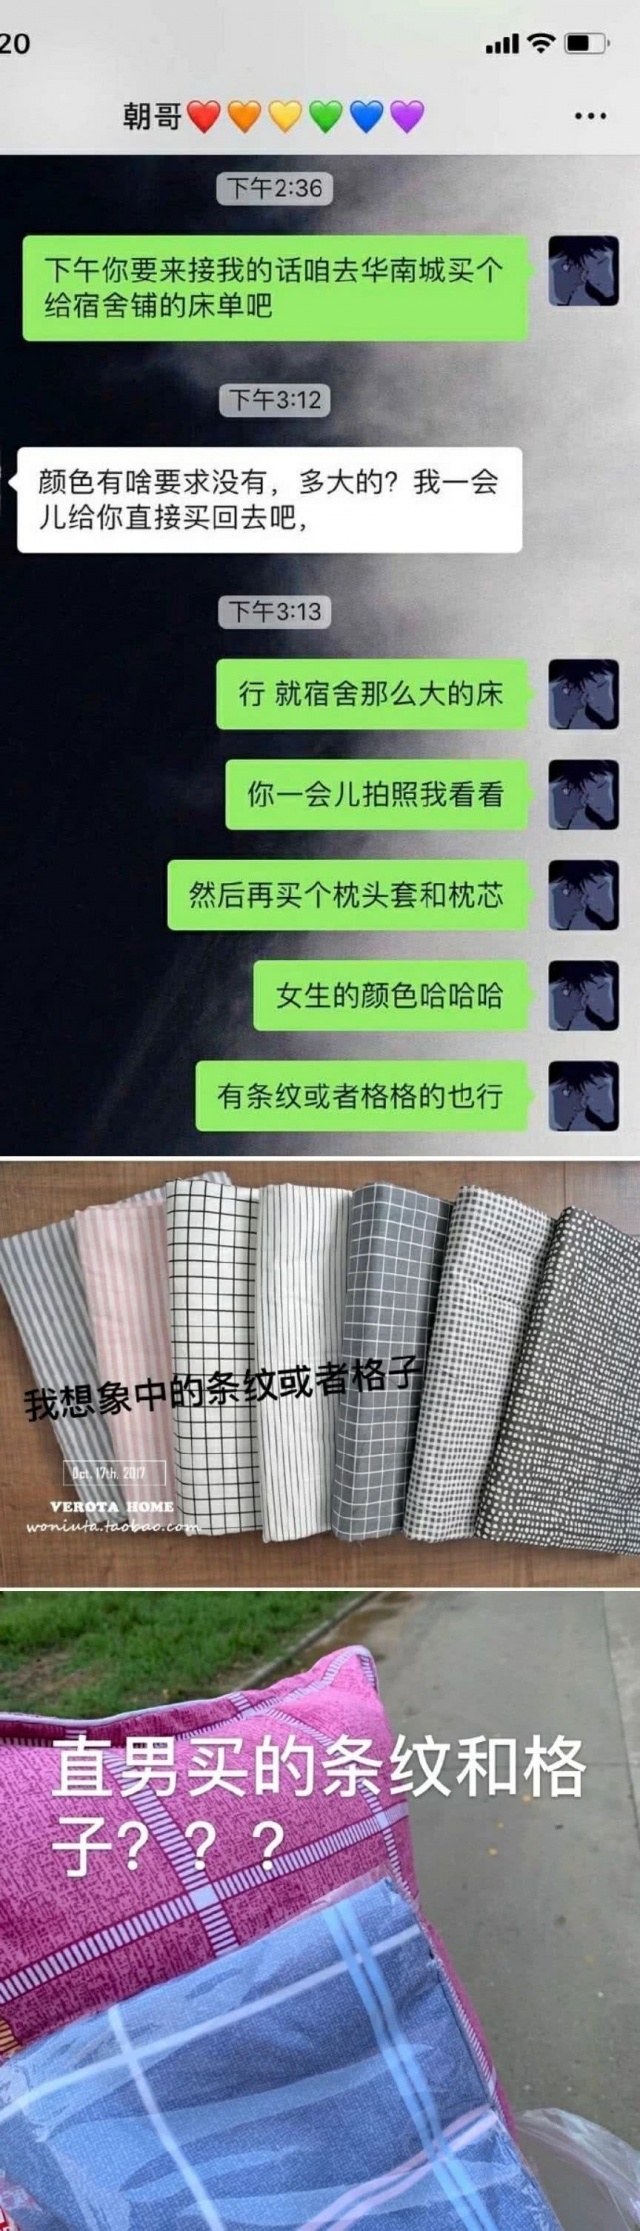 20
朝哥❤️🧡💛💚💙💜
下午2:36
下午你要来接我的话咱去华南城买个
给宿舍铺的床单吧
下午3:12
颜色有啥要求没有，多大的？我一会
儿给你直接买回去吧，
下午3:13
行 就宿舍那么大的床
你一会儿拍照我看看
然后再买个枕头套和枕芯
女生的颜色哈哈哈
有条纹或者格格的也行
我想象中的条纹或者格子
Oct. 17th. 2017
VEROTA HOME
woniuta.taobao.com
直男买的条纹和格
子？？？